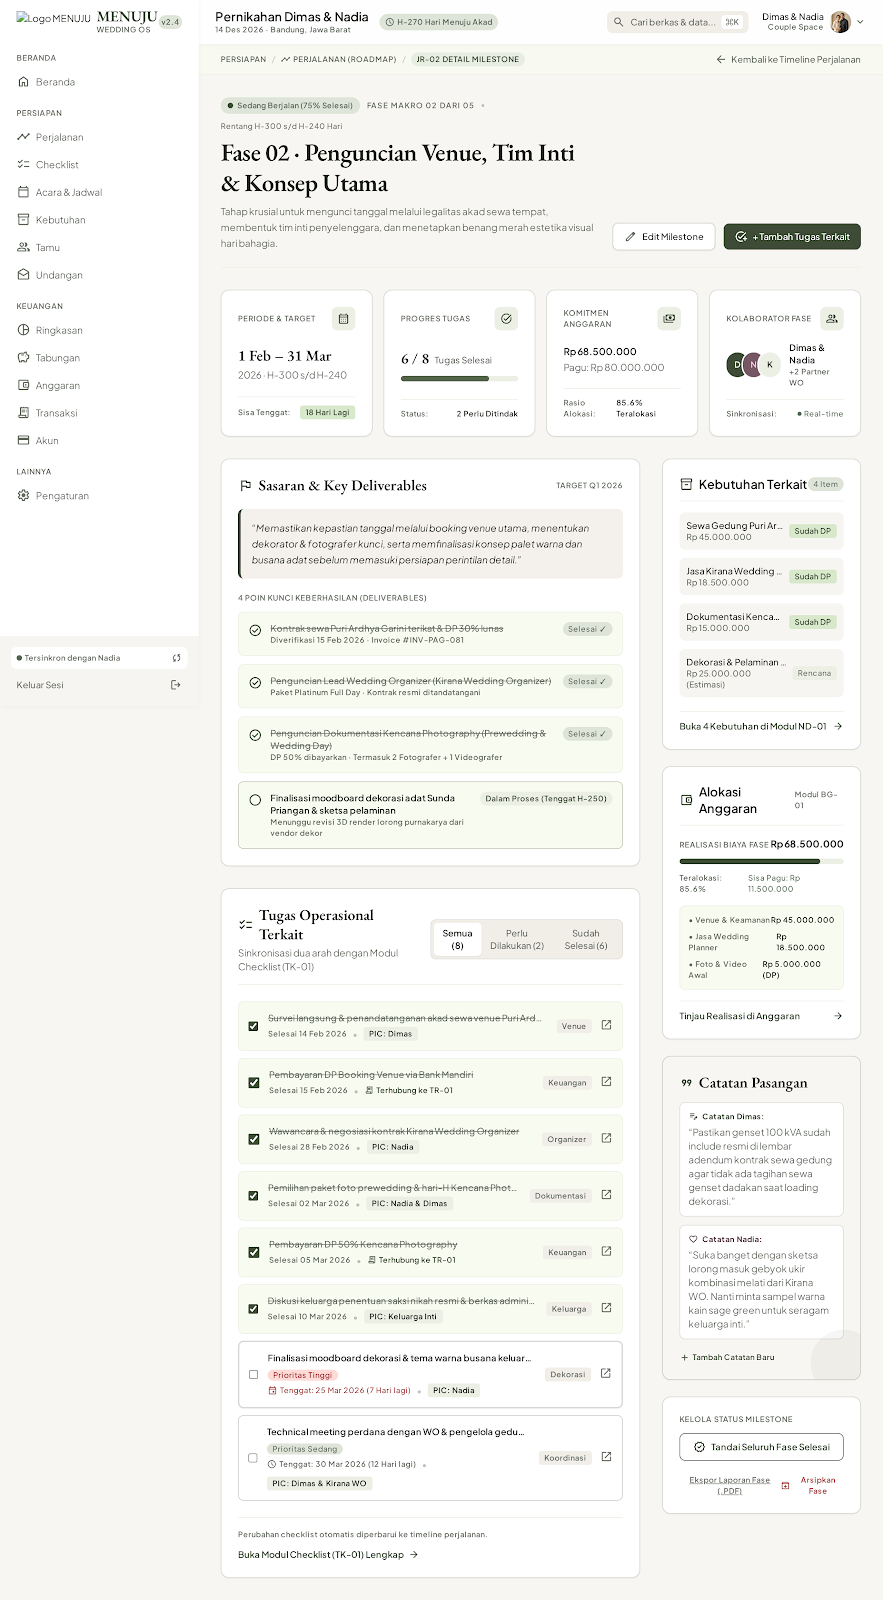 Logo MENUJU
MENUJU
WEDDING OS
v2.4
BERANDA
Beranda
PERSIAPAN
Perjalanan
Checklist
Acara & Jadwal
Kebutuhan
Tamu
Undangan
KEUANGAN
Ringkasan
Tabungan
Anggaran
Transaksi
Akun
LAINNYA
Pengaturan
Tersinkron dengan Nadia
Keluar Sesi
Pernikahan Dimas & Nadia
14 Des 2026 · Bandung, Jawa Barat
H-270 Hari Menuju Akad
Cari berkas & data...
⌘K
Dimas & Nadia
Couple Space
PERSIAPAN / PERJALANAN (ROADMAP) / JR-02 DETAIL MILESTONE
Kembali ke Timeline Perjalanan
Sedang Berjalan (75% Selesai)
FASE MAKRO 02 DARI 05 •
Rentang H-300 s/d H-240 Hari
Fase 02 · Penguncian Venue, Tim Inti
& Konsep Utama
Tahap krusial untuk mengunci tanggal melalui legalitas akad sewa tempat,
membentuk tim inti penyelenggara, dan menetapkan benang merah estetika visual
hari bahagia.
Edit Milestone
+ Tambah Tugas Terkait
PERIODE & TARGET
1 Feb – 31 Mar
2026 · H-300 s/d H-240
Sisa Tenggat:
18 Hari Lagi
PROGRES TUGAS
6 / 8 Tugas Selesai
Status:
2 Perlu Ditindak
KOMITMEN
ANGGARAN
Rp 68.500.000
Pagu: Rp 80.000.000
Rasio
Alokasi:
85.6%
Teralokasi
KOLABORATOR FASE
D
N
K
Dimas &
Nadia
+2 Partner
WO
Sinkronisasi:
• Real-time
Sasaran & Key Deliverables
TARGET Q1 2026
"Memastikan kepastian tanggal melalui booking venue utama, menentukan
dekorator & fotografer kunci, serta memfinalisasi konsep palet warna dan
busana adat sebelum memasuki persiapan perintilan detail."
4 POIN KUNCI KEBERHASILAN (DELIVERABLES)
Kontrak sewa Puri Ardhya Garini terikat & DP 30% lunas
Diverifikasi 15 Feb 2026 · Invoice #INV-PAG-081
Selesai ✓
Penguncian Lead Wedding Organizer (Kirana Wedding Organizer)
Paket Platinum Full Day · Kontrak resmi ditandatangani
Selesai ✓
Penguncian Dokumentasi Kencana Photography (Prewedding &
Wedding Day)
DP 50% dibayarkan · Termasuk 2 Fotografer + 1 Videografer
Selesai ✓
Finalisasi moodboard dekorasi adat Sunda
Priangan & sketsa pelaminan
Menunggu revisi 3D render lorong purnakarya dari
vendor dekor
Dalam Proses (Tenggat H-250)
Tugas Operasional
Terkait
Sinkronisasi dua arah dengan Modul
Checklist (TK-01)
Semua
(8)
Perlu
Dilakukan (2)
Sudah
Selesai (6)
Survei langsung & penandatanganan akad sewa venue Puri Ard...
Selesai 14 Feb 2026 • PIC: Dimas
Venue
Pembayaran DP Booking Venue via Bank Mandiri
Selesai 15 Feb 2026 • Terhubung ke TR-01
Keuangan
Wawancara & negosiasi kontrak Kirana Wedding Organizer
Selesai 28 Feb 2026 • PIC: Nadia
Organizer
Pemilihan paket foto prewedding & hari-H Kencana Phot...
Selesai 02 Mar 2026 • PIC: Nadia & Dimas
Dokumentasi
Pembayaran DP 50% Kencana Photography
Selesai 05 Mar 2026 • Terhubung ke TR-01
Keuangan
Diskusi keluarga penentuan saksi nikah resmi & berkas admini...
Selesai 10 Mar 2026 • PIC: Keluarga Inti
Keluarga
Finalisasi moodboard dekorasi & tema warna busana keluar...
Prioritas Tinggi
Tenggat: 25 Mar 2026 (7 Hari lagi) • PIC: Nadia
Dekorasi
Technical meeting perdana dengan WO & pengelola gedu...
Prioritas Sedang
Tenggat: 30 Mar 2026 (12 Hari lagi) •
PIC: Dimas & Kirana WO
Koordinasi
Perubahan checklist otomatis diperbarui ke timeline perjalanan.
Buka Modul Checklist (TK-01) Lengkap
Kebutuhan Terkait
4 Item
Sewa Gedung Puri Ar...
Rp 45.000.000
Sudah DP
Jasa Kirana Wedding ...
Rp 18.500.000
Sudah DP
Dokumentasi Kenca...
Rp 15.000.000
Sudah DP
Dekorasi & Pelaminan ...
Rp 25.000.000
(Estimasi)
Rencana
Buka 4 Kebutuhan di Modul ND-01
Alokasi
Anggaran
Modul BG-
01
REALISASI BIAYA FASE
Rp 68.500.000
Teralokasi:
85.6%
Sisa Pagu: Rp
11.500.000
• Venue & Keamanan
Rp 45.000.000
• Jasa Wedding
Planner
Rp
18.500.000
• Foto & Video
Awal
Rp 5.000.000
(DP)
Tinjau Realisasi di Anggaran
Catatan Pasangan
Catatan Dimas:
"Pastikan genset 100 kVA sudah
include resmi di lembar
adendum kontrak sewa gedung
agar tidak ada tagihan sewa
genset dadakan saat loading
dekorasi."
Catatan Nadia:
"Suka banget dengan sketsa
lorong masuk gebyok ukir
kombinasi melati dari Kirana
WO. Nanti minta sampel warna
kain sage green untuk seragam
keluarga inti."
Tambah Catatan Baru
KELOLA STATUS MILESTONE
Tandai Seluruh Fase Selesai
Ekspor Laporan Fase
(.PDF)
Arsipkan
Fase